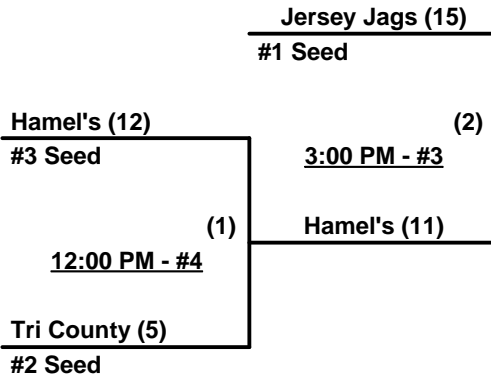 Jersey Jags (15)
#1 Seed
Hamel's (12)
(2)
#3 Seed
3:00 PM - #3
(1)
Hamel's (11)
12:00 PM - #4
Tri County (5)
#2 Seed